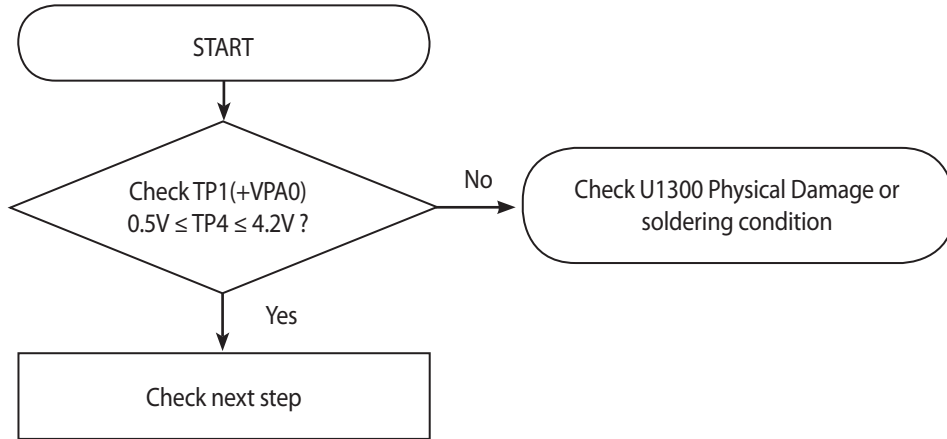 START
Check TP1(+VPA0)
0.5V ≤ TP4 ≤ 4.2V ?
No
Check U1300 Physical Damage or
soldering condition
Yes
Check next step